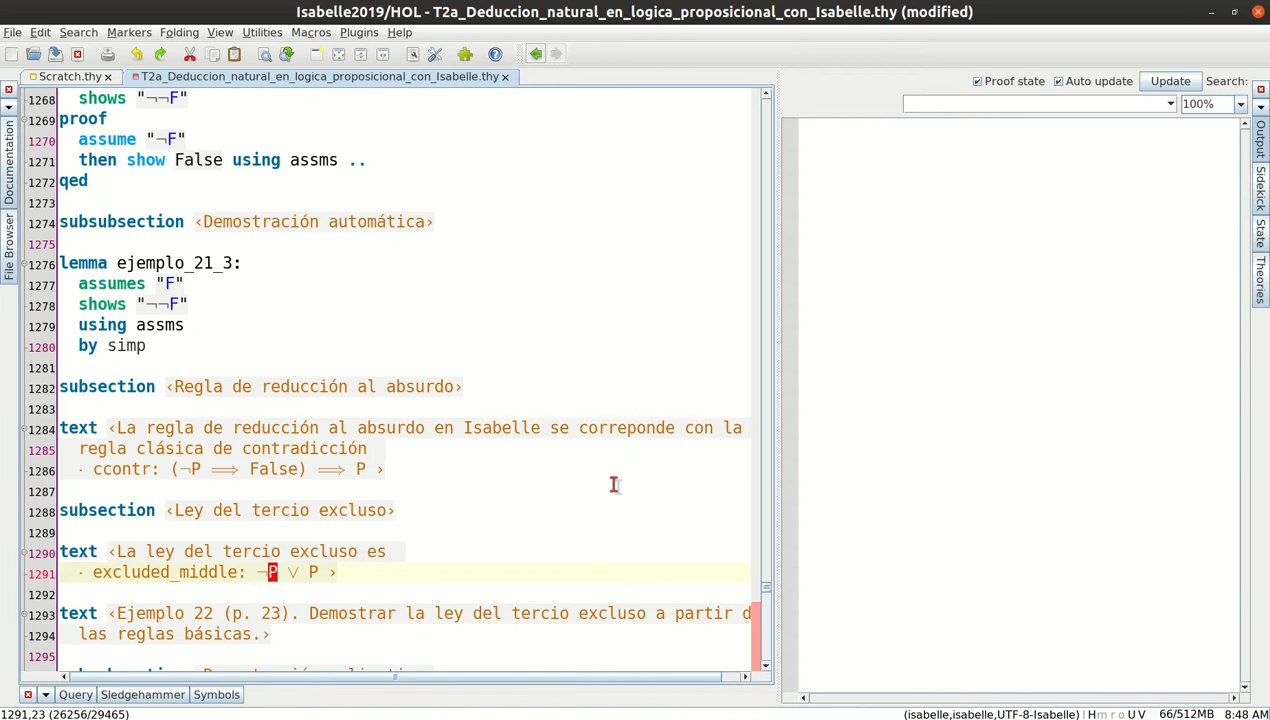 Isabelle2019/HOL - T2a_Deduccion_natural_en_logica_proposicional_con_Isabelle.thy (modified)
File Edit Search Markers Folding View Utilities Macros Plugins Help
Scratch.thy T2a_Deduccion_natural_en_logica_proposicional_con_Isabelle.thy
Proof state Auto update Update Search:
100%
Documentation
File Browser
Output
Sidekick
State
Theories
1268 shows "¬¬F"
1269 proof
1270 assume "¬F"
1271 then show False using assms ..
1272 qed
1273
1274 subsubsection ‹Demostración automática›
1275
1276 lemma ejemplo_21_3:
1277 assumes "F"
1278 shows "¬¬F"
1279 using assms
1280 by simp
1281
1282 subsection ‹Regla de reducción al absurdo›
1283
1284 text ‹La regla de reducción al absurdo en Isabelle se correponde con la
1285 regla clásica de contradicción
1286 · ccontr: (¬P ⟹ False) ⟹ P ›
1287
1288 subsection ‹Ley del tercio excluso›
1289
1290 text ‹La ley del tercio excluso es
1291 · excluded_middle: ¬P ∨ P ›
1292
1293 text ‹Ejemplo 22 (p. 23). Demostrar la ley del tercio excluso a partir d
1294 las reglas básicas.›
1295
Query Sledgehammer Symbols
1291,23 (26256/29465) (isabelle,isabelle,UTF-8-Isabelle) H m r o U V 66/512MB 8:48 AM